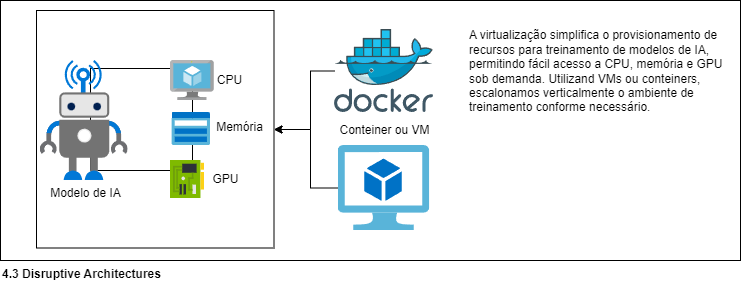 A virtualização simplifica o provisionamento de
recursos para treinamento de modelos de IA,
permitindo fácil acesso a CPU, memória e GPU
sob demanda. Utilizand VMs ou conteiners,
escalonamos verticalmente o ambiente de
treinamento conforme necessário.
CPU
docker
Memória
Conteiner ou VM
GPU
Modelo de IA
4.3 Disruptive Architectures